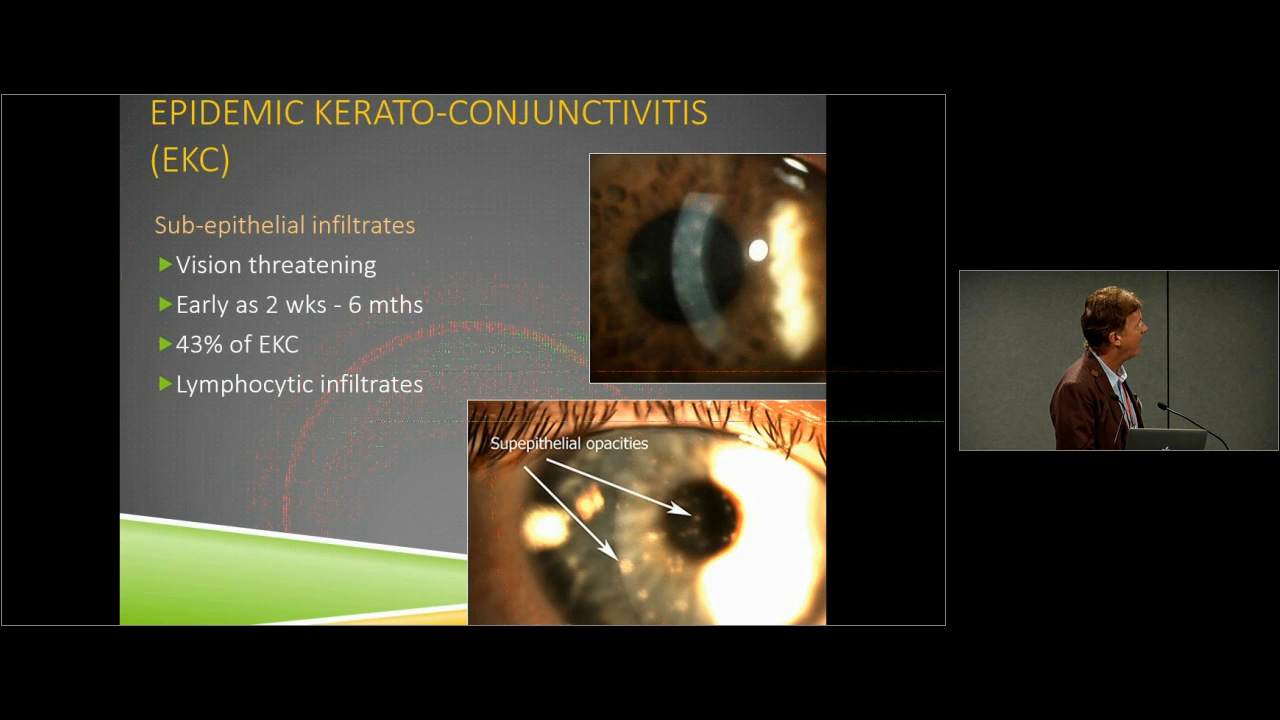 EPIDEMIC KERATO-CONJUNCTIVITIS
(EKC)
Sub-epithelial infiltrates
Vision threatening
Early as 2 wks - 6 mths
43% of EKC
Lymphocytic infiltrates
Supepithelial opacities